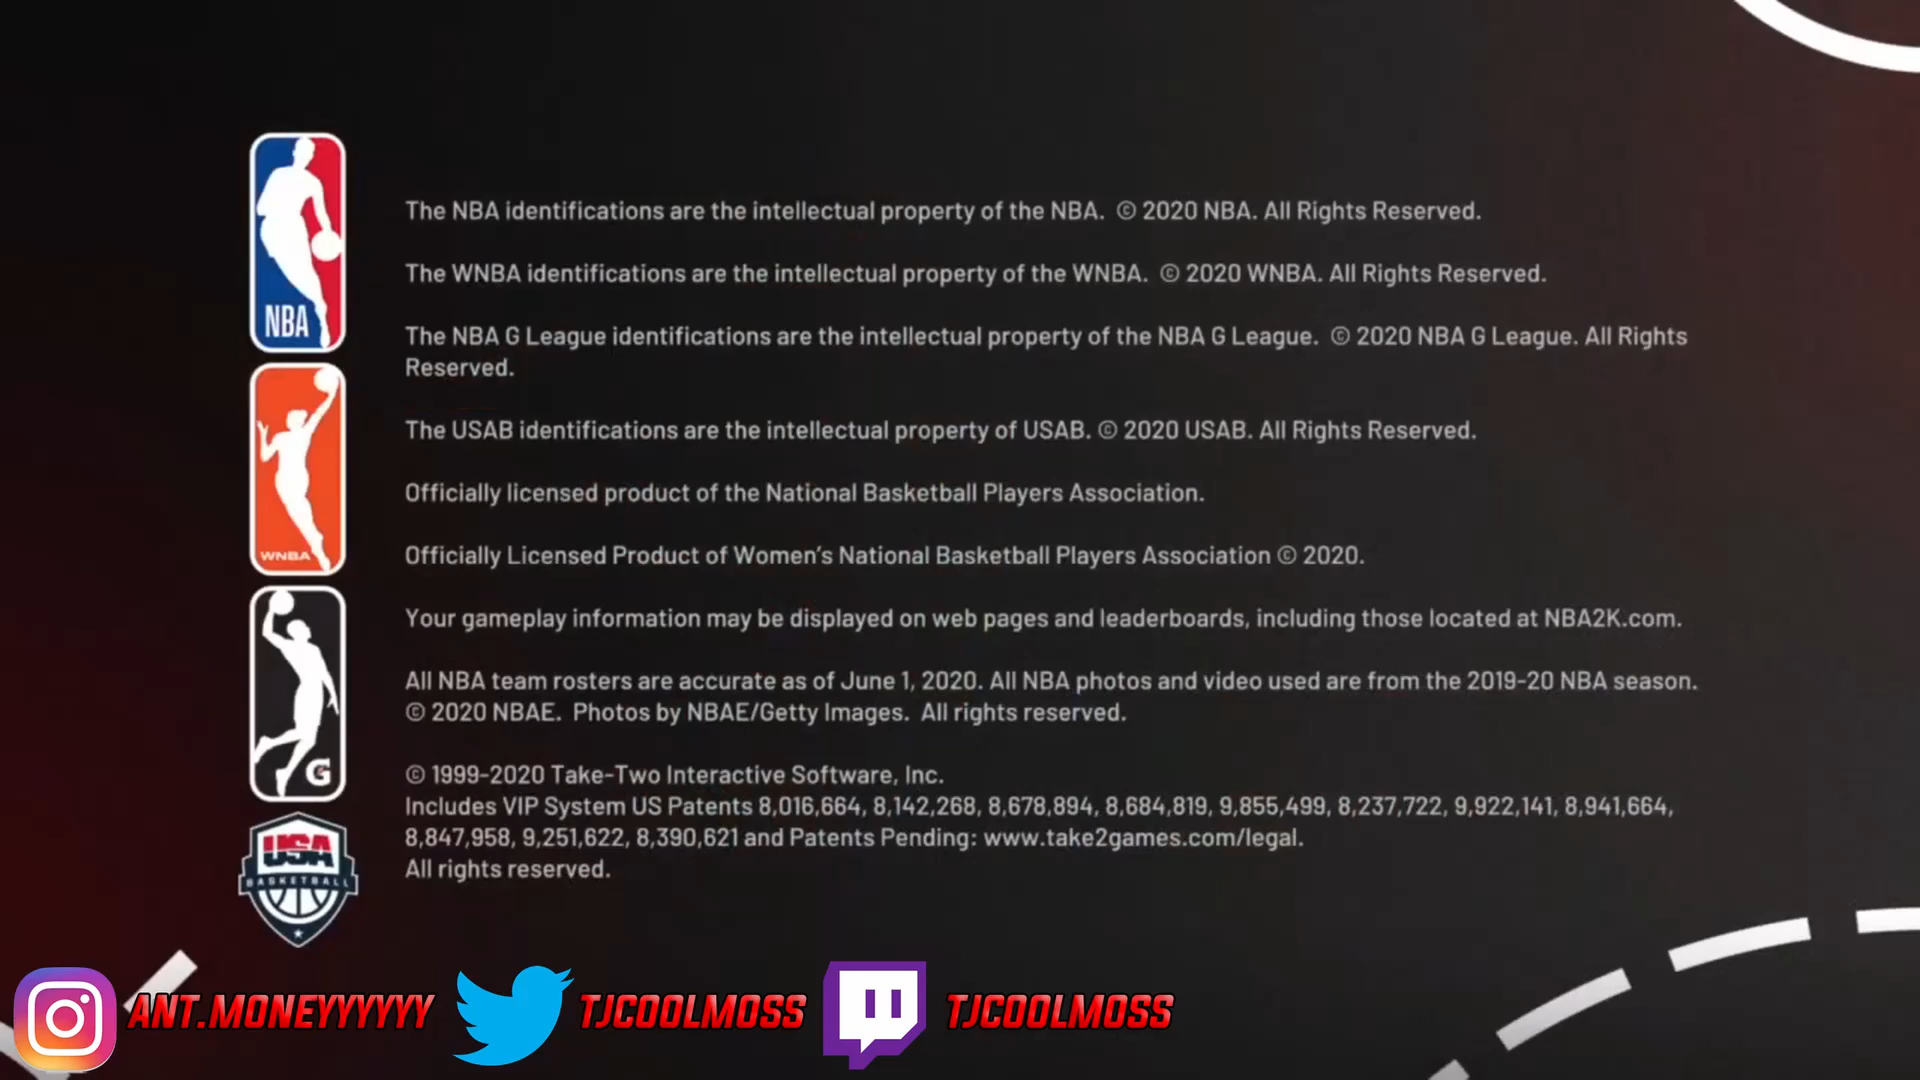 NBA
The NBA identifications are the intellectual property of the NBA. © 2020 NBA. All Rights Reserved.
The WNBA identifications are the intellectual property of the WNBA. © 2020 WNBA. All Rights Reserved.
The NBA G League identifications are the intellectual property of the NBA G League. © 2020 NBA G League. All Rights
Reserved.
WNBA
The USAB identifications are the intellectual property of USAB. © 2020 USAB. All Rights Reserved.
Officially licensed product of the National Basketball Players Association.
Officially Licensed Product of Women's National Basketball Players Association © 2020.
Your gameplay information may be displayed on web pages and leaderboards, including those located at NBA2K.com.
G
All NBA team rosters are accurate as of June 1, 2020. All NBA photos and video used are from the 2019-20 NBA season.
© 2020 NBAE. Photos by NBAE/Getty Images. All rights reserved.
© 1999-2020 Take-Two Interactive Software, Inc.
Includes VIP System US Patents 8,016,664, 8,142,268, 8,678,894, 8,684,819, 9,855,499, 8,237,722, 9,922,141, 8,941,664,
8,847,958, 9,251,622, 8,390,621 and Patents Pending: www.take2games.com/legal.
All rights reserved.
USA
BASKETBALL
ANT.MONEYYYYYY TJCOOLMOSS TJCOOLMOSS